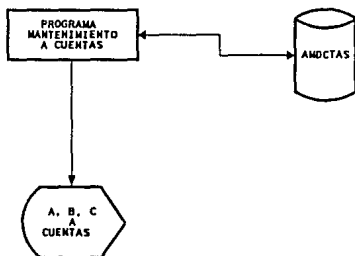 PROGRAMA
MANTENIMIENTO
A CUENTAS
AMDCTAS
A, B, C
A
CUENTAS